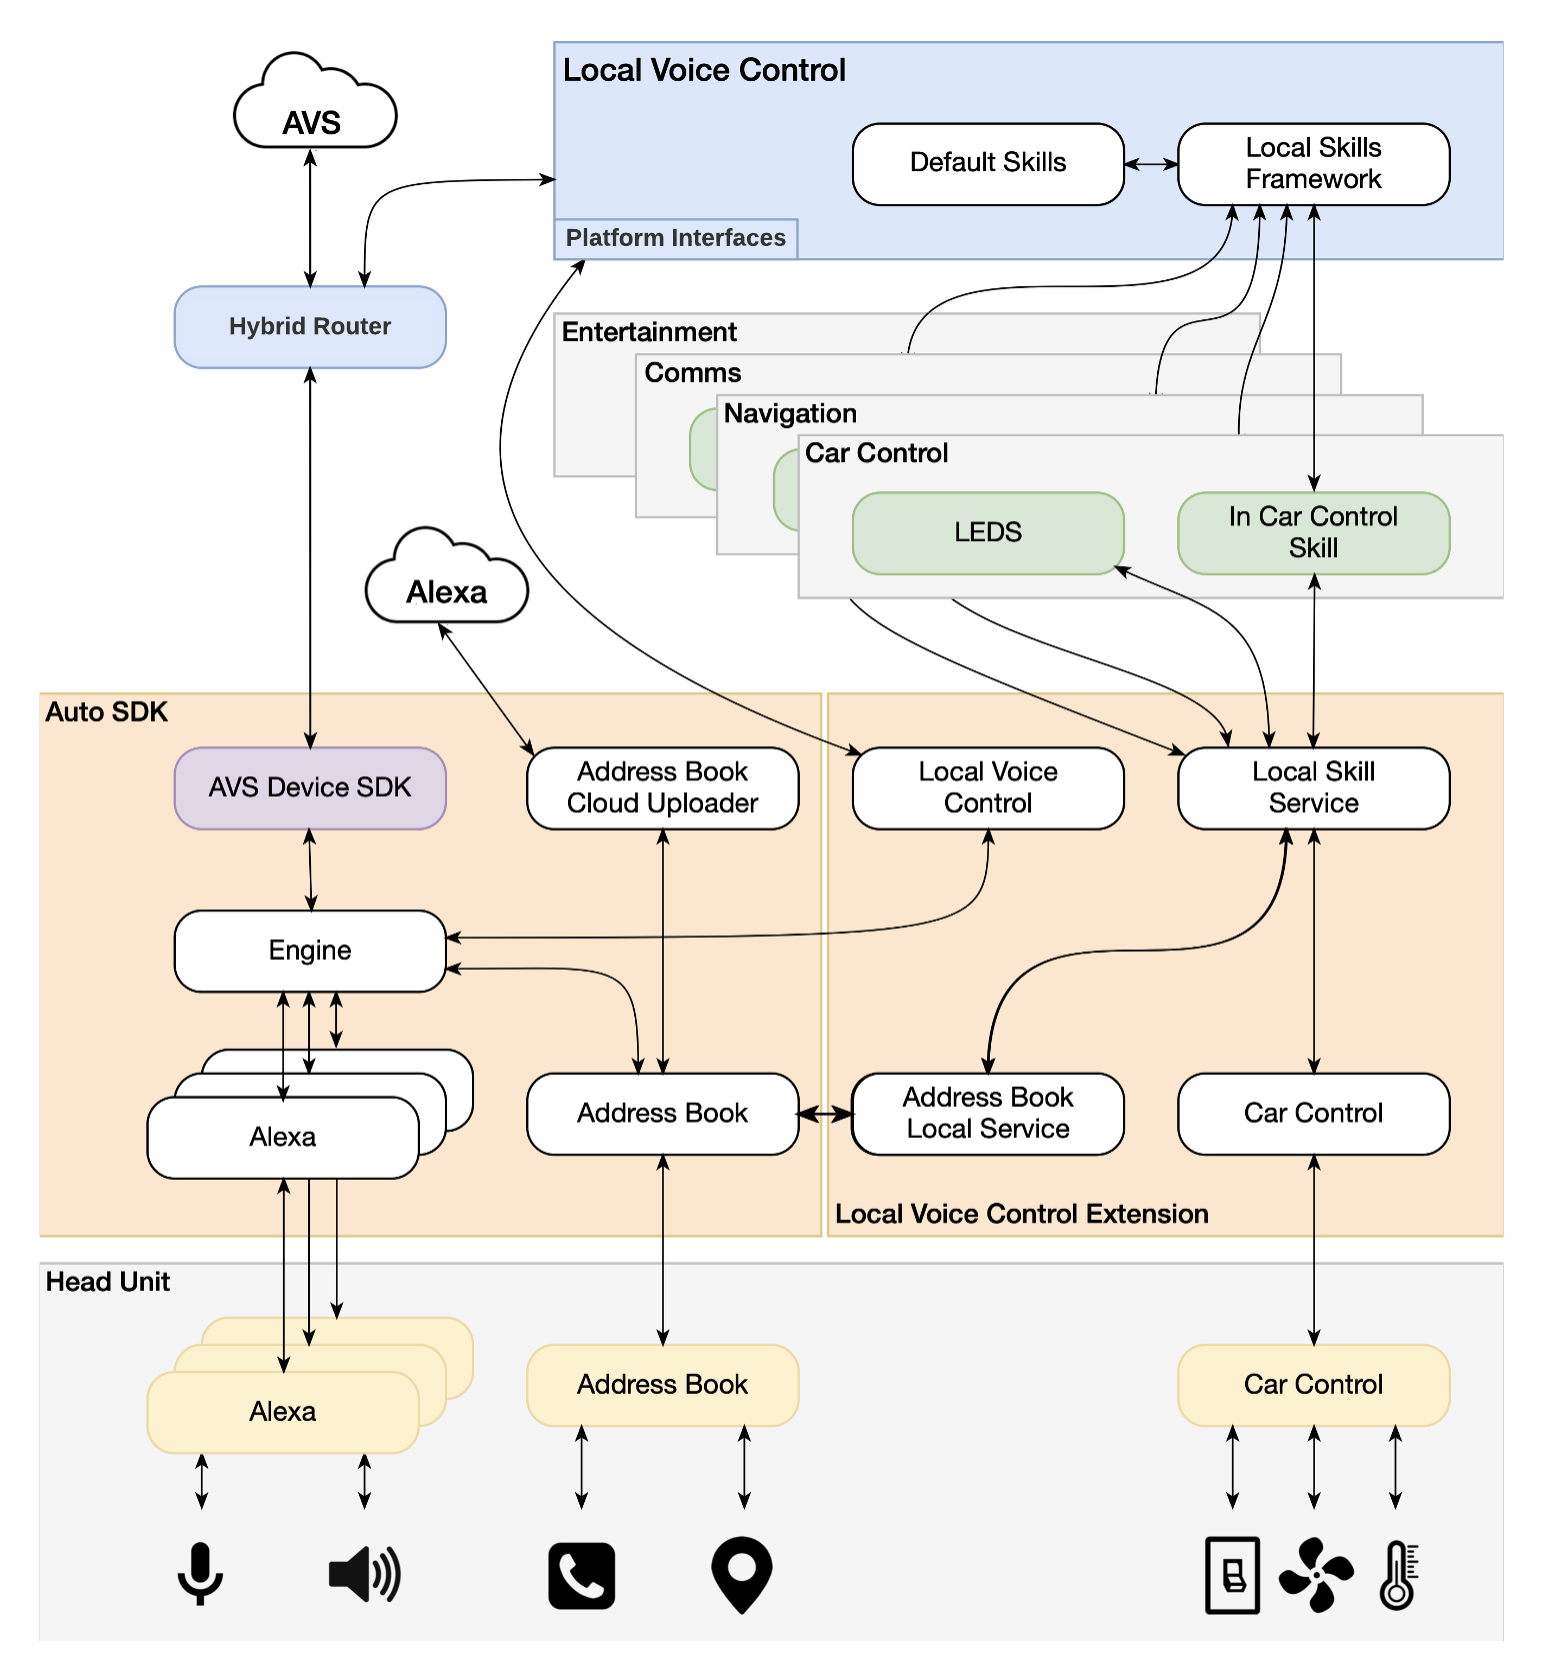 Local Voice Control
AVS
Default Skills
Local Skills
Framework
Platform Interfaces
Hybrid Router
Entertainment
Comms
Navigation
Car Control
LEDS
In Car Control
Skill
Alexa
Auto SDK
AVS Device SDK
Address Book
Cloud Uploader
Local Voice
Control
Local Skill
Service
Engine
Alexa
Address Book
Address Book
Local Service
Car Control
Local Voice Control Extension
Head Unit
Alexa
Address Book
Car Control